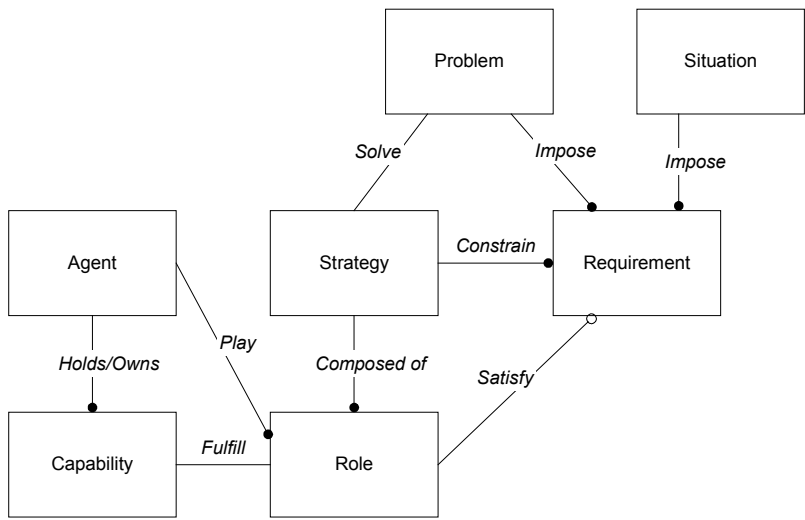 Problem
Situation
Solve
Impose
Impose
Agent
Strategy
Constrain
Requirement
Play
Holds/Owns
Composed of
Satisfy
Capability
Fulfill
Role